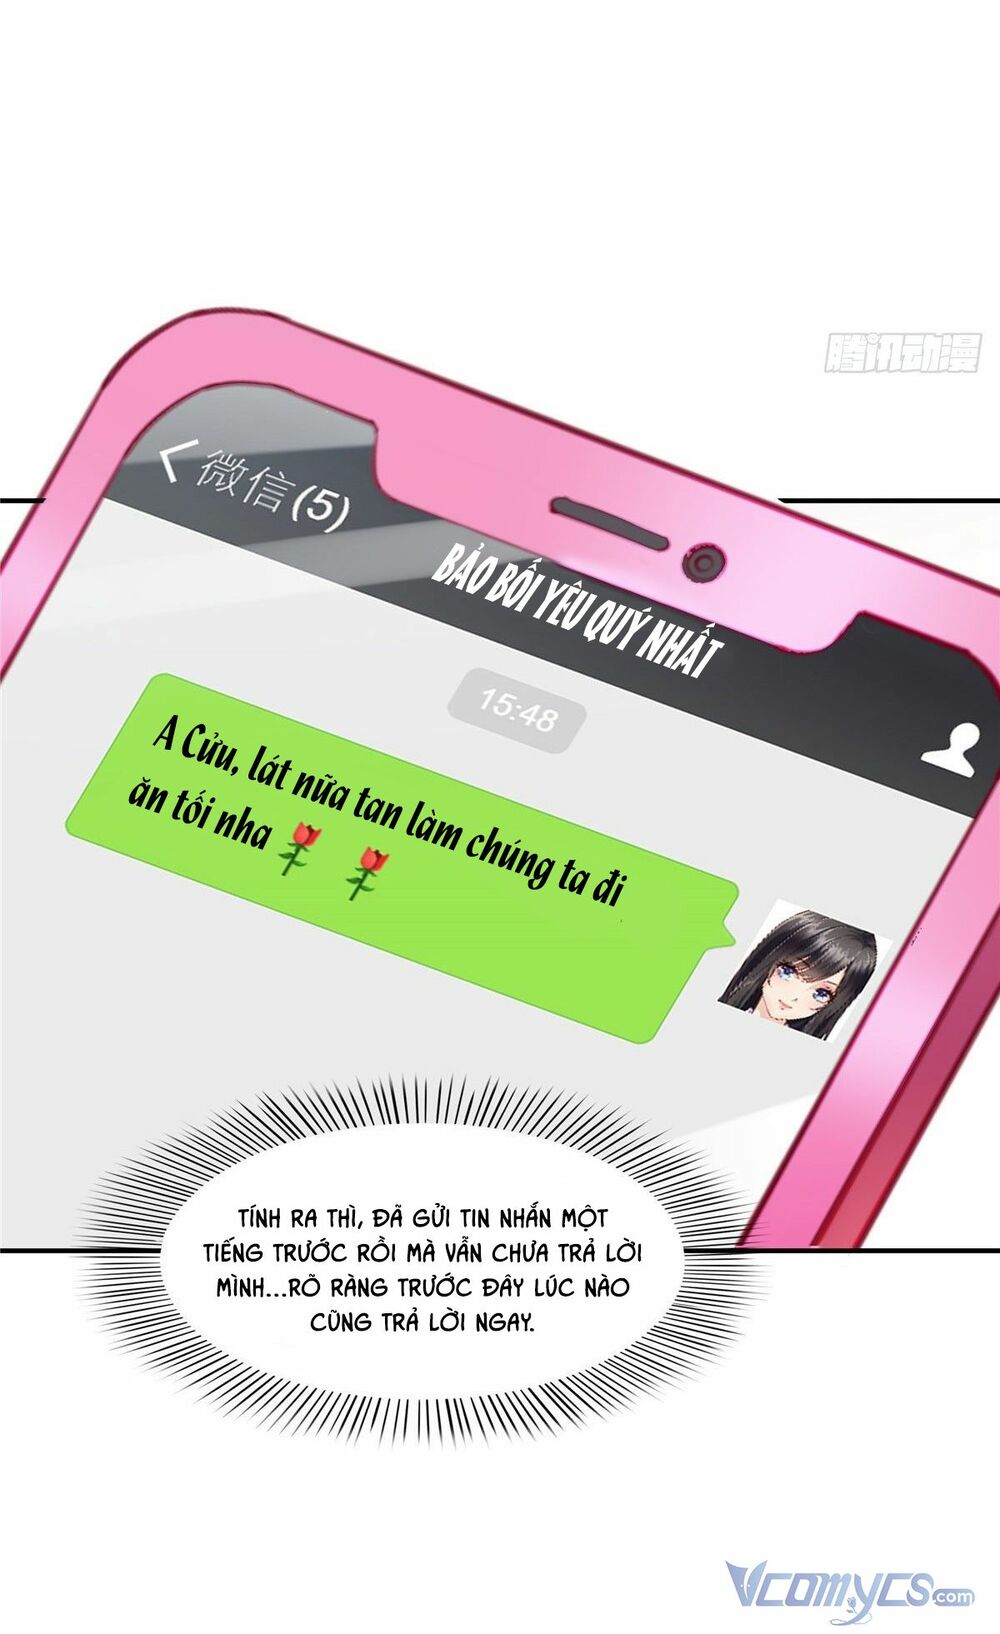 腾讯动漫
微信(5)
BẢO BỐI YÊU QUÝ NHẤT
15:48
A Cửu, lát nữa tan làm chúng ta đi
ăn tối nha
TÍNH RA THÌ, ĐÃ GỬI TIN NHẮN MỘT
TIẾNG TRƯỚC RỒI MÀ VẪN CHƯA TRẢ LỜI
MÌNH...RÕ RÀNG TRƯỚC ĐÂY LÚC NÀO
CŨNG TRẢ LỜI NGAY.
VCOMYCS.com